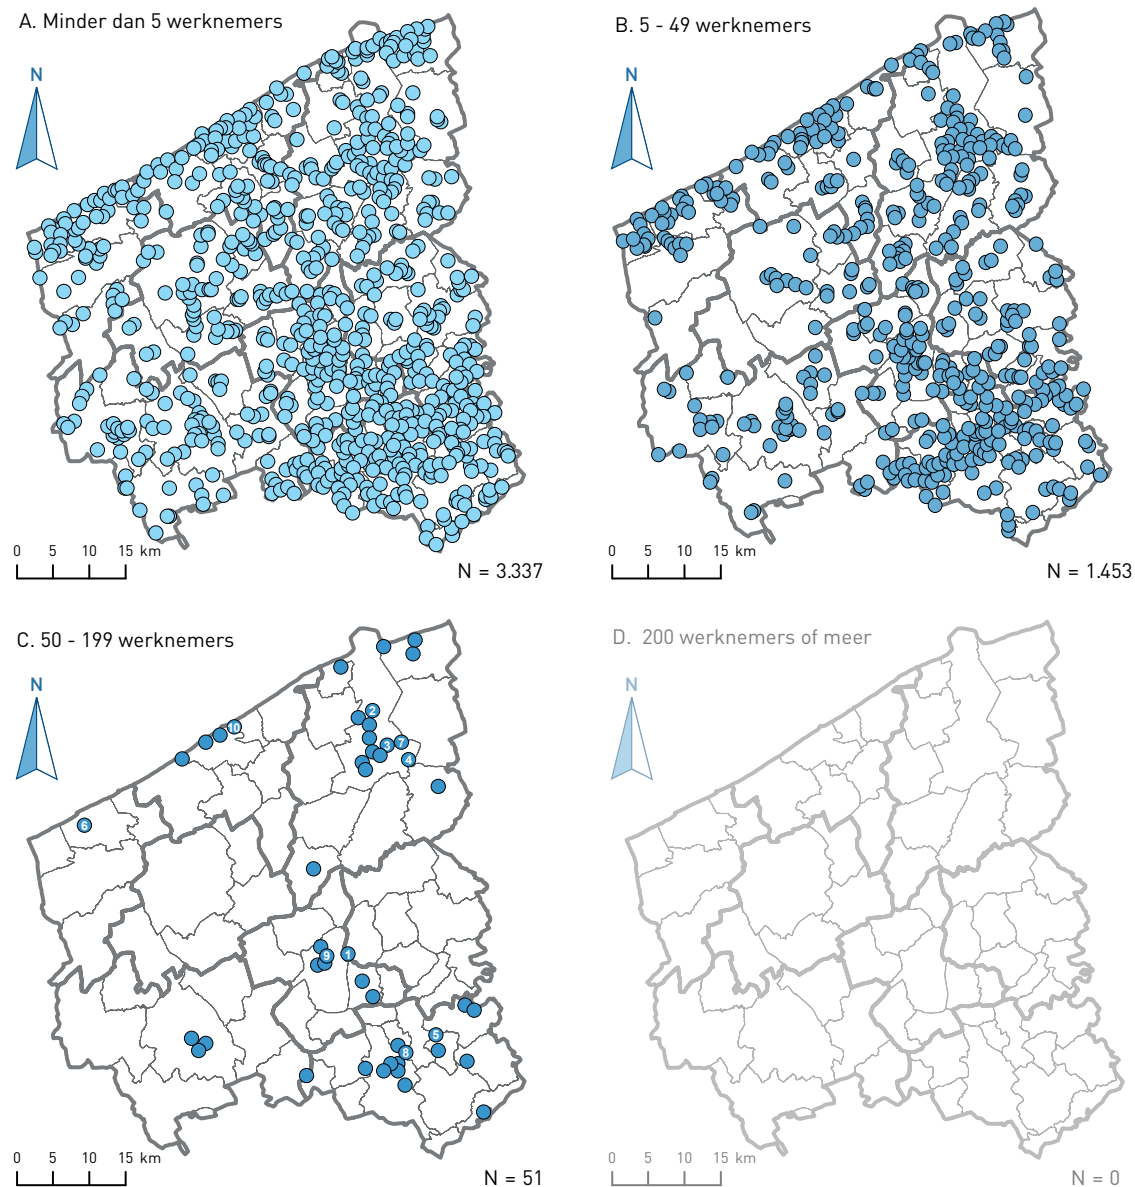 A. Minder dan 5 werknemers
N
0 5 10 15 km
N = 3.337
B. 5 - 49 werknemers
N
0 5 10 15 km
N = 1.453
C. 50 - 199 werknemers
N
10
2
3 7
4
6
9 1
5
8
0 5 10 15 km
N = 51
D. 200 werknemers of meer
N
0 5 10 15 km
N = 0